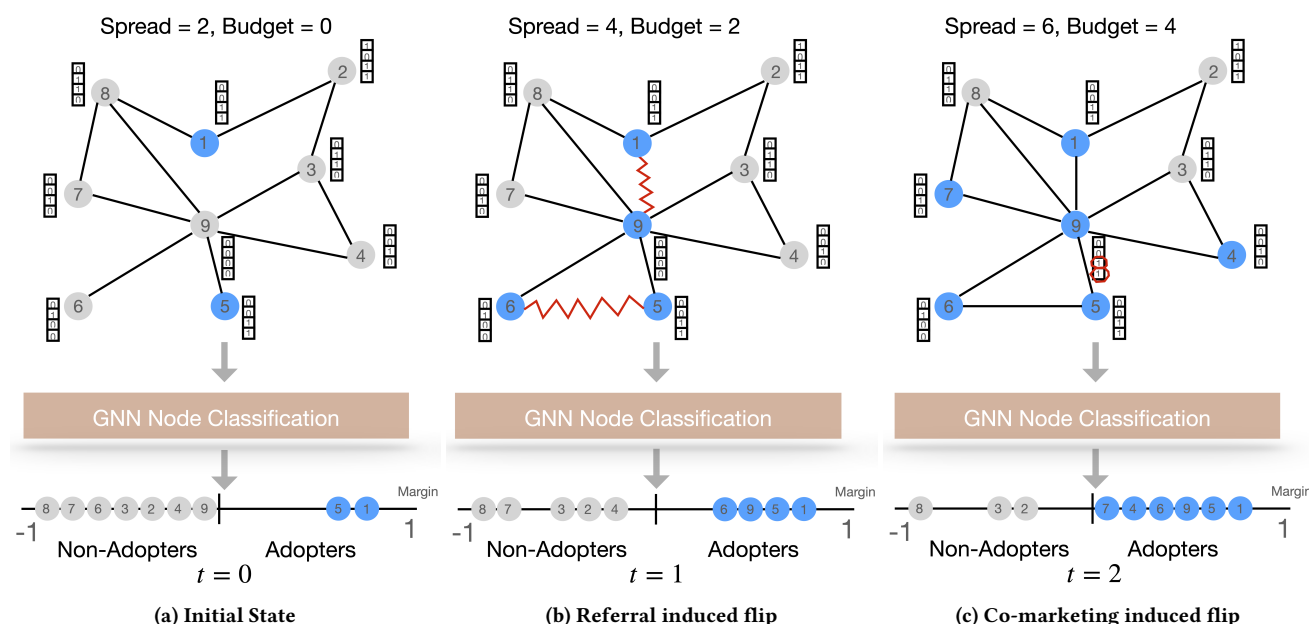 Spread = 2, Budget = 0
8
1
2
3
7
9
4
6
5
GNN Node Classification
8 7 6 3 2 4 9 5 1
Margin
-1
1
Non-Adopters
Adopters
t = 0
(a) Initial State
Spread = 4, Budget = 2
8
1
2
3
7
9
4
6
5
GNN Node Classification
8 7 3 2 4 6 9 5 1
Margin
-1
1
Non-Adopters
Adopters
t = 1
(b) Referral induced flip
Spread = 6, Budget = 4
8
1
2
3
7
9
4
6
5
GNN Node Classification
8 3 2 7 4 6 9 5 1
Margin
-1
1
Non-Adopters
Adopters
t = 2
(c) Co-marketing induced flip